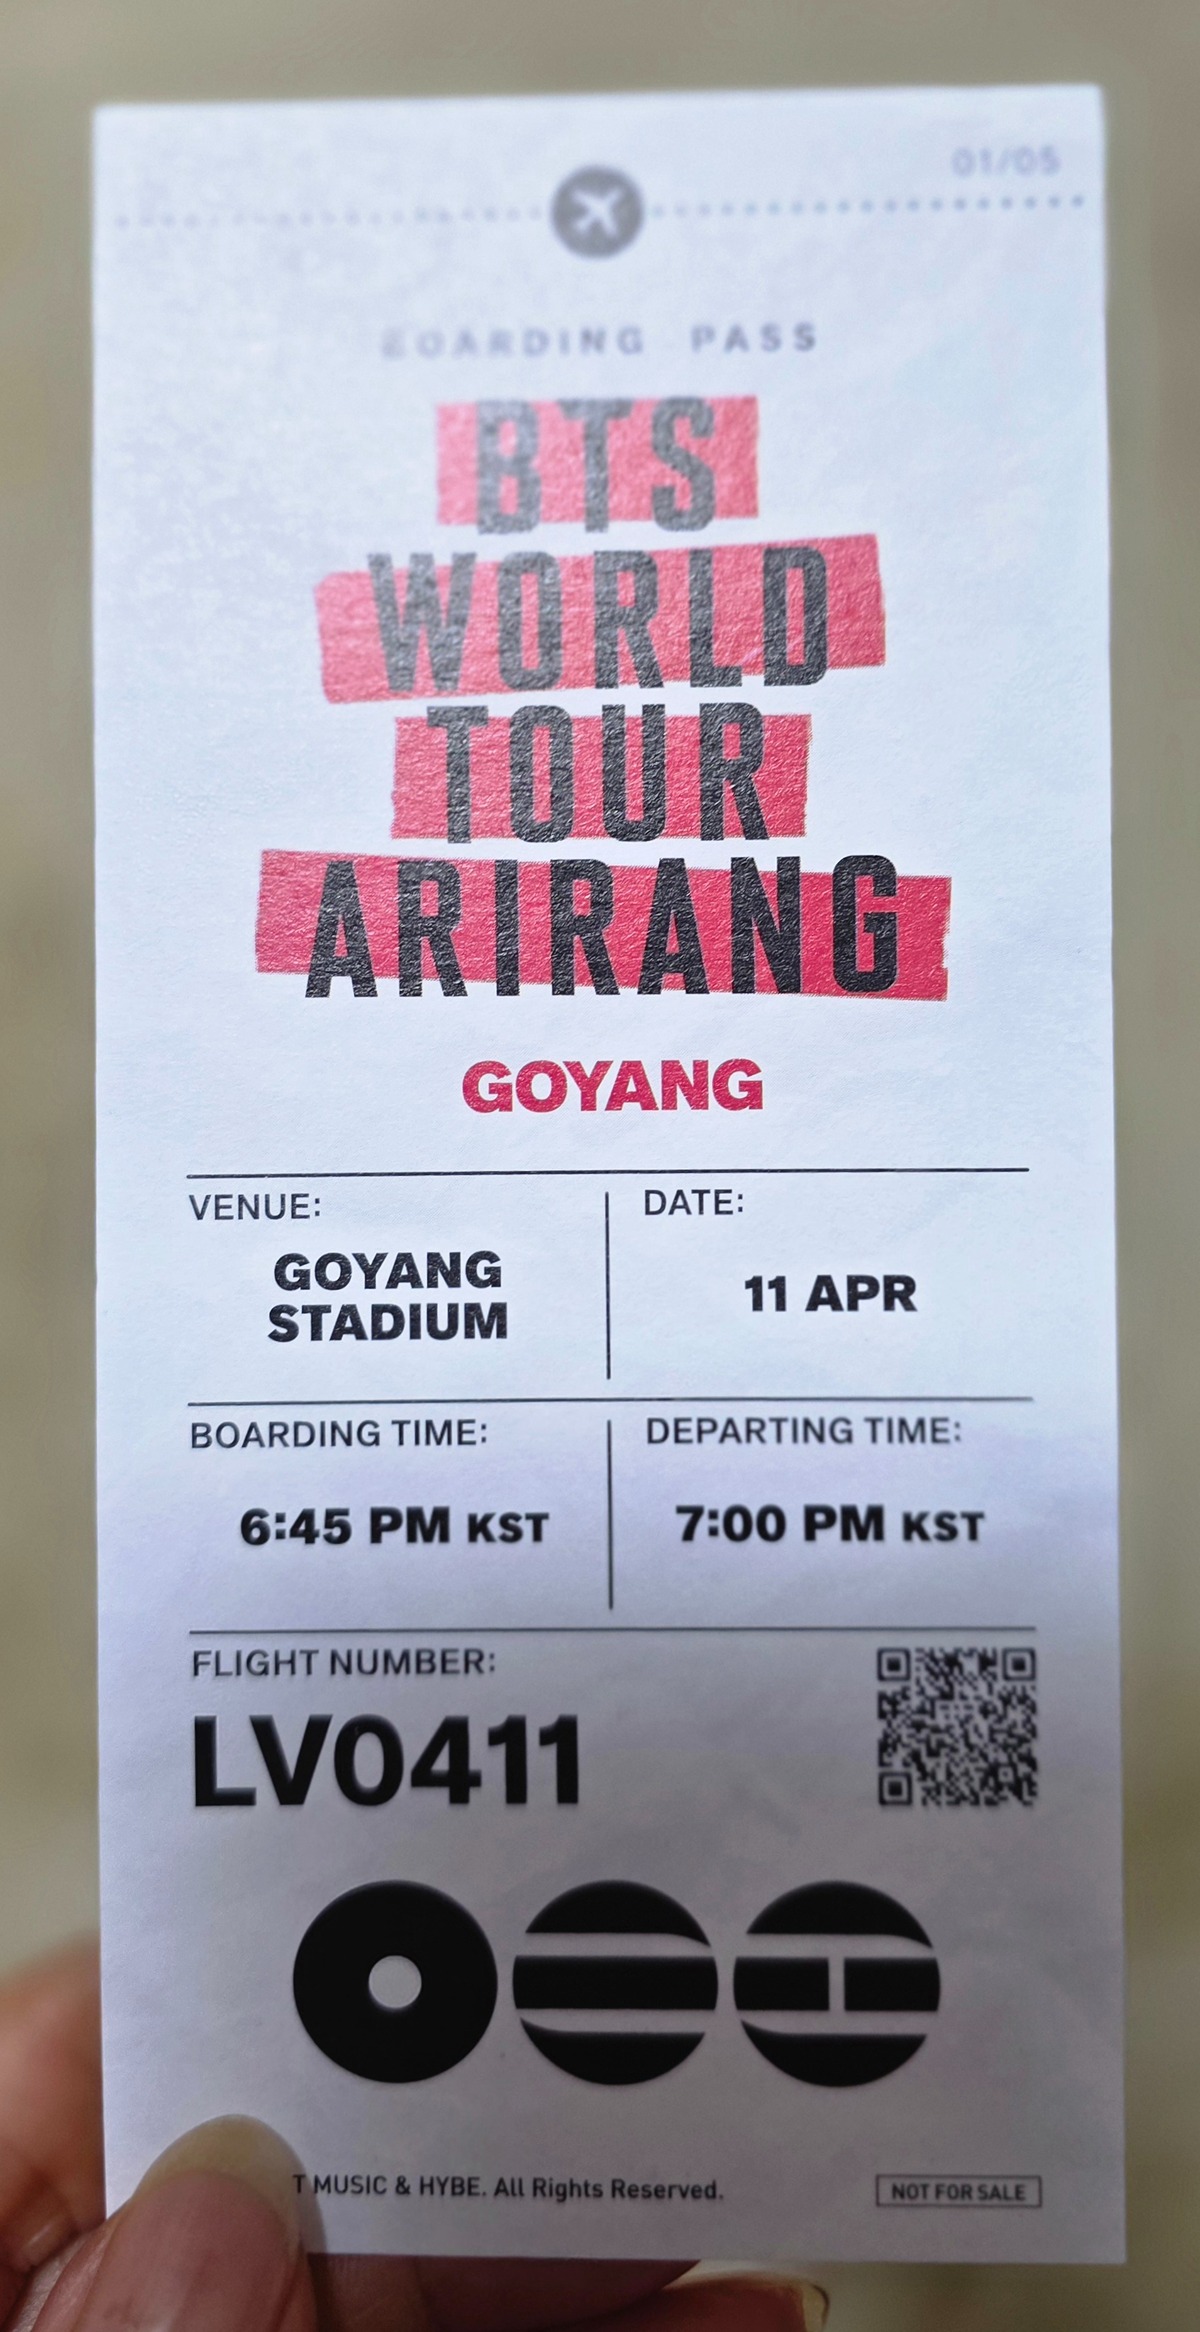 01/05
BOARDING PASS
BTS
WORLD
TOUR
ARIRANG
GOYANG
VENUE:
GOYANG
STADIUM
DATE:
11 APR
BOARDING TIME:
6:45 PM KST
DEPARTING TIME:
7:00 PM KST
FLIGHT NUMBER:
LV0411
T MUSIC & HYBE. All Rights Reserved.
NOT FOR SALE